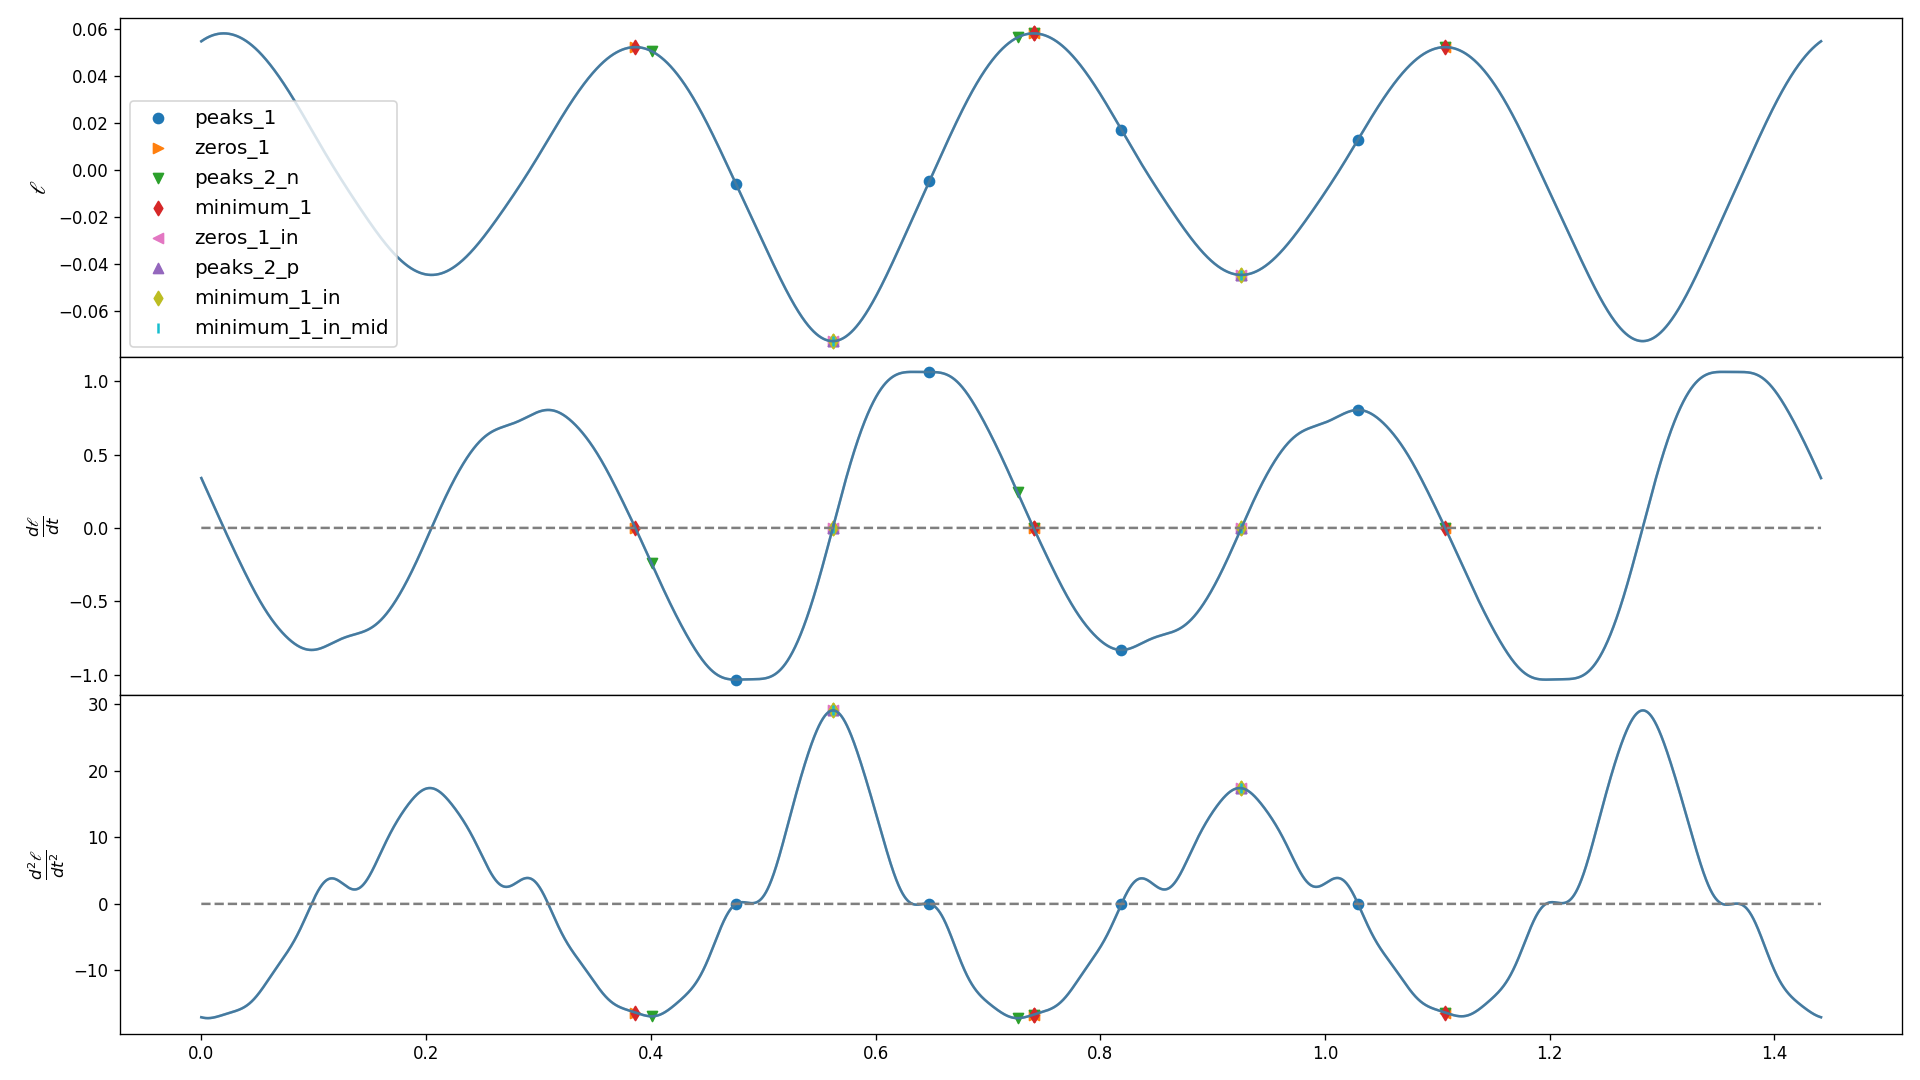 0.06
0.04
0.02
0.00
−0.02
−0.04
−0.06
ℓ
peaks_1
zeros_1
peaks_2_n
minimum_1
zeros_1_in
peaks_2_p
minimum_1_in
minimum_1_in_mid
1.0
0.5
0.0
−0.5
−1.0
dℓ
dt
30
20
10
0
−10
d²ℓ
dt²
0.0 0.2 0.4 0.6 0.8 1.0 1.2 1.4